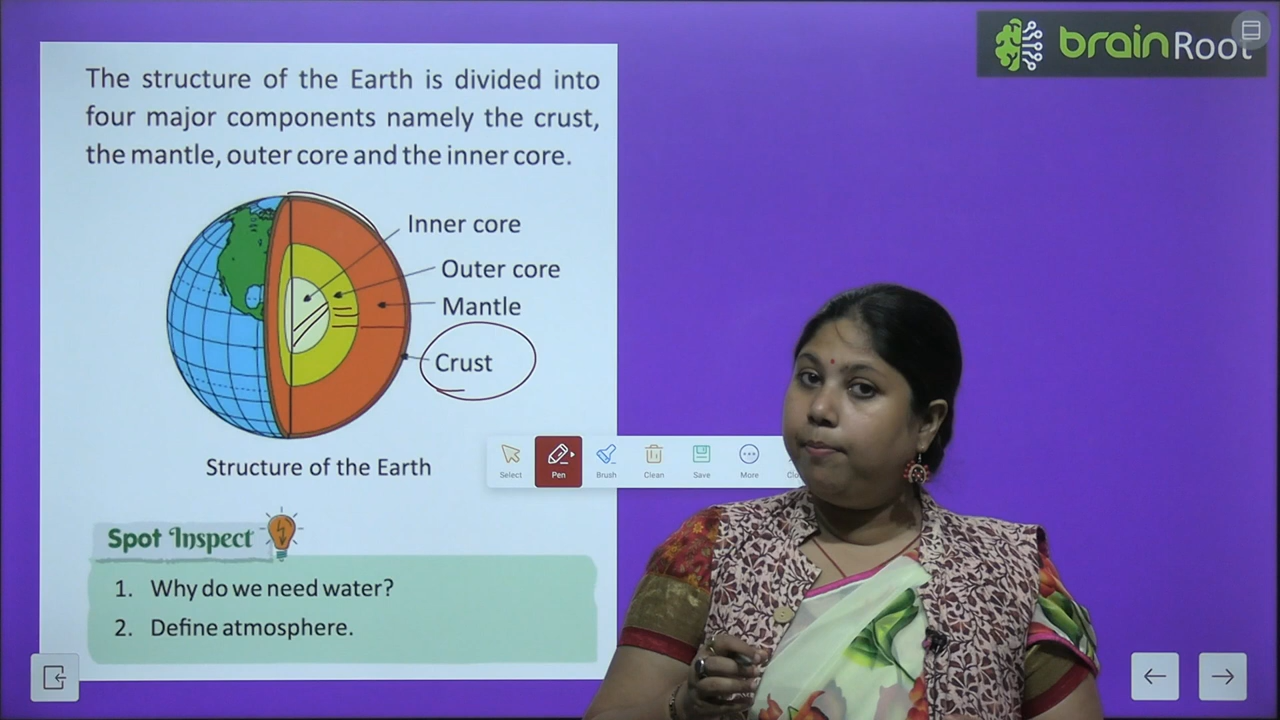 brainRoot
The structure of the Earth is divided into
four major components namely the crust,
the mantle, outer core and the inner core.
Inner core
Outer core
Mantle
Crust
Structure of the Earth
Select
Pen
Brush
Clean
Save
More
Spot Inspect
1. Why do we need water?
2. Define atmosphere.